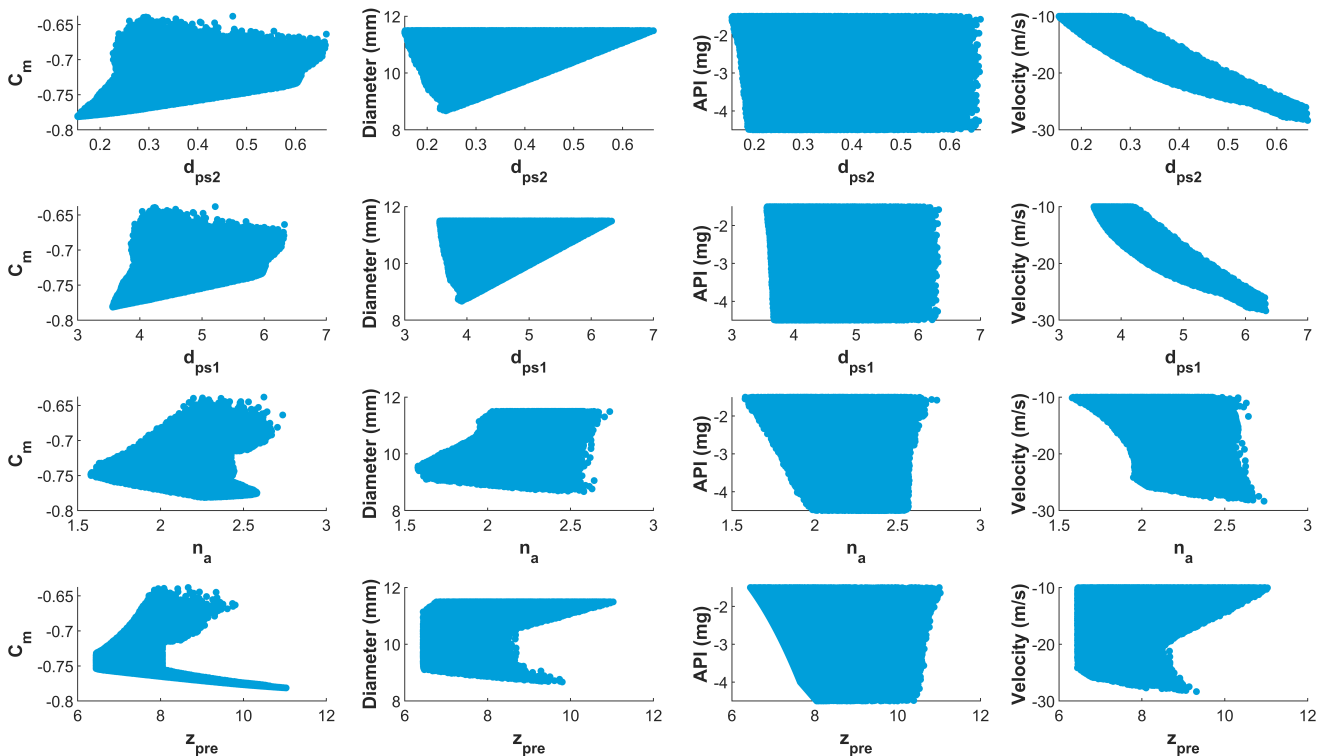 C_m
-0.65
-0.7
-0.75
-0.8
0.2 0.3 0.4 0.5 0.6
d_ps2
Diameter (mm)
12
10
8
0.2 0.3 0.4 0.5 0.6
d_ps2
API (mg)
-2
-3
-4
0.2 0.3 0.4 0.5 0.6 0.7
d_ps2
Velocity (m/s)
-10
-20
-30
0.2 0.3 0.4 0.5 0.6
d_ps2
C_m
-0.65
-0.7
-0.75
-0.8
3 4 5 6 7
d_ps1
Diameter (mm)
12
10
8
3 4 5 6 7
d_ps1
API (mg)
-2
-3
-4
3 4 5 6 7
d_ps1
Velocity (m/s)
-10
-20
-30
3 4 5 6 7
d_ps1
C_m
-0.65
-0.7
-0.75
-0.8
1.5 2 2.5 3
n_a
Diameter (mm)
12
10
8
1.5 2 2.5 3
n_a
API (mg)
-2
-3
-4
1.5 2 2.5 3
n_a
Velocity (m/s)
-10
-20
-30
1.5 2 2.5 3
n_a
C_m
-0.65
-0.7
-0.75
-0.8
6 8 10 12
z_pre
Diameter (mm)
12
10
8
6 8 10 12
z_pre
API (mg)
-2
-3
-4
6 8 10 12
z_pre
Velocity (m/s)
-10
-20
-30
6 8 10 12
z_pre